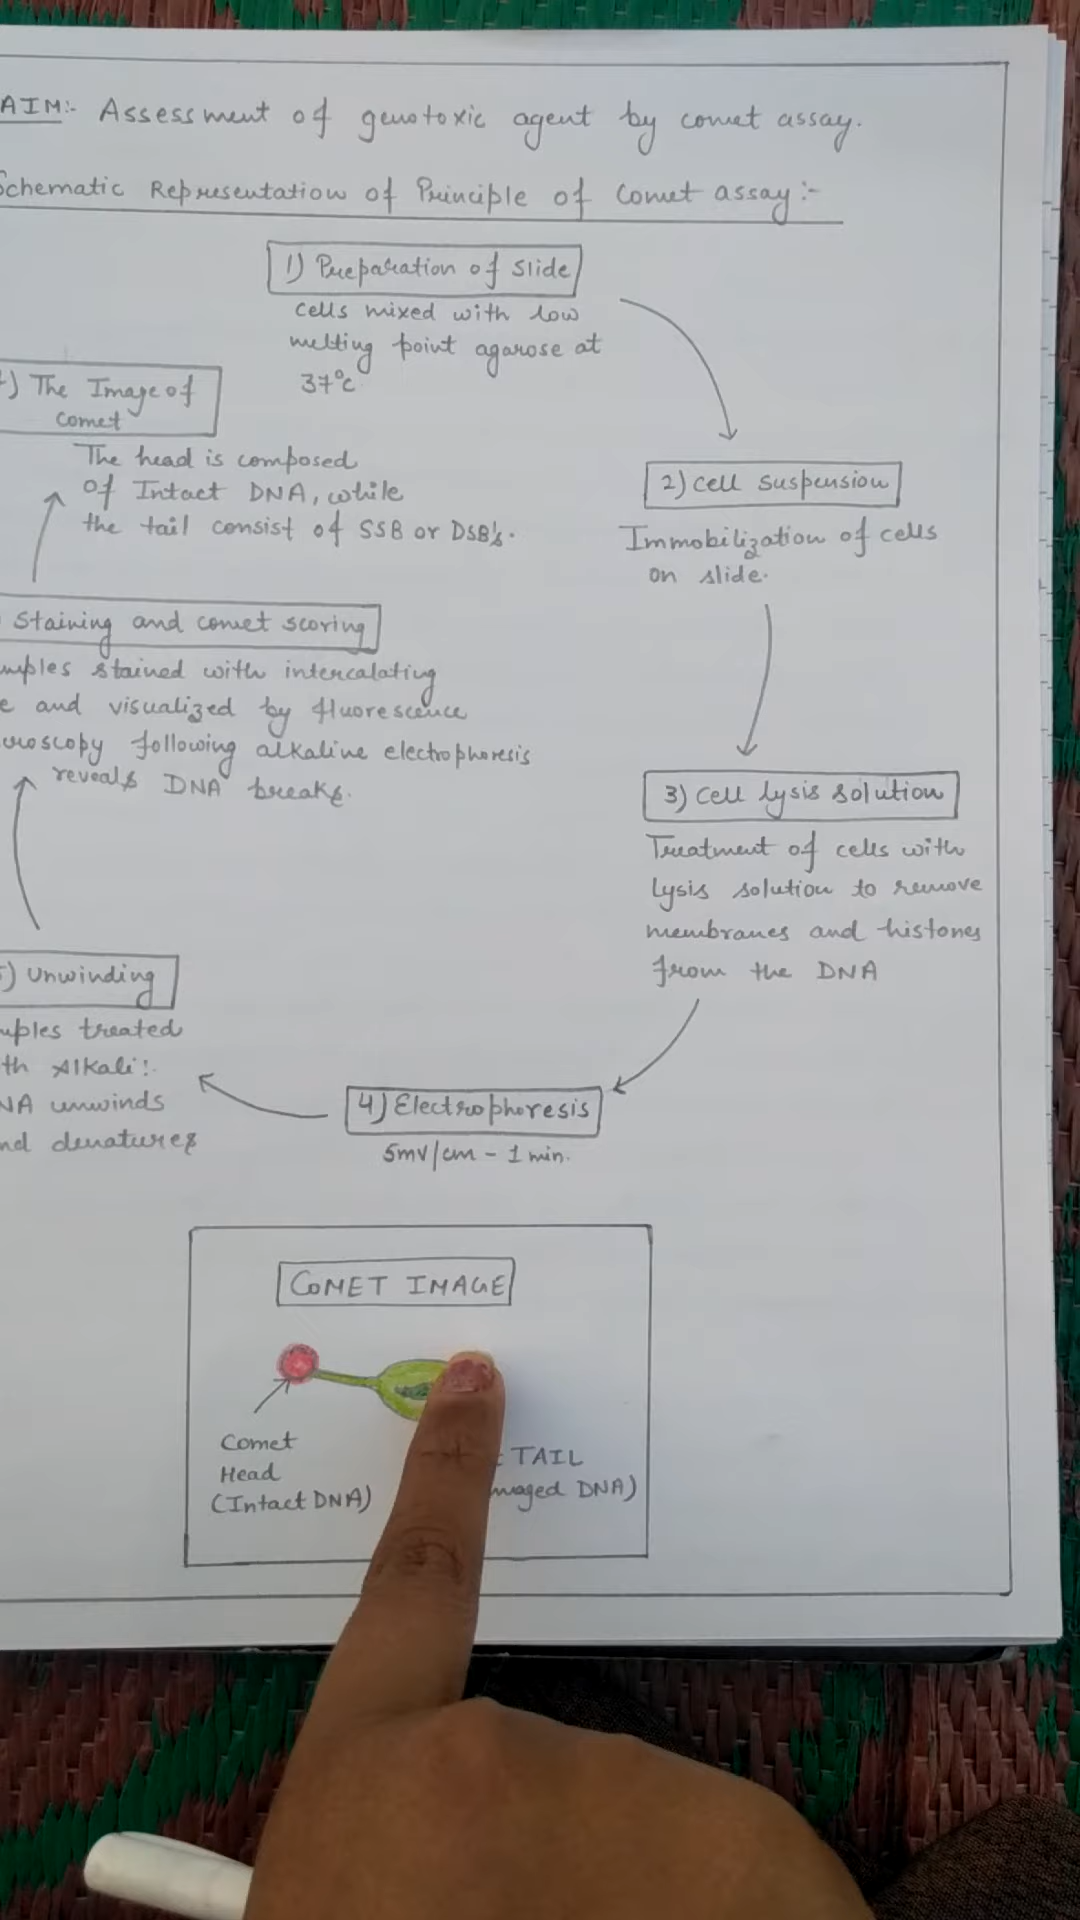 AIM:- Assessment of genotoxic agent by comet assay.
Schematic Representation of Principle of Comet assay:-
1) Preparation of slide
cells mixed with low
melting point agarose at
37°c
2) cell suspension
Immobilization of cells
on slide.
3) cell lysis solution
Treatment of cells with
lysis solution to remove
membranes and histones
from the DNA
4) Electrophoresis
5mV/cm - 1 min.
5) Unwinding
treated
Alkali:
unwinds
denatures
Staining and comet scoring
stained with intercalating
and visualized by fluorescence
following alkaline electrophoresis
reveals DNA breaks.
) The Image of
Comet
The head is composed
of Intact DNA, while
the tail consist of SSB or DSB's.
COMET IMAGE
Comet
Head
(Intact DNA)
TAIL
DNA)